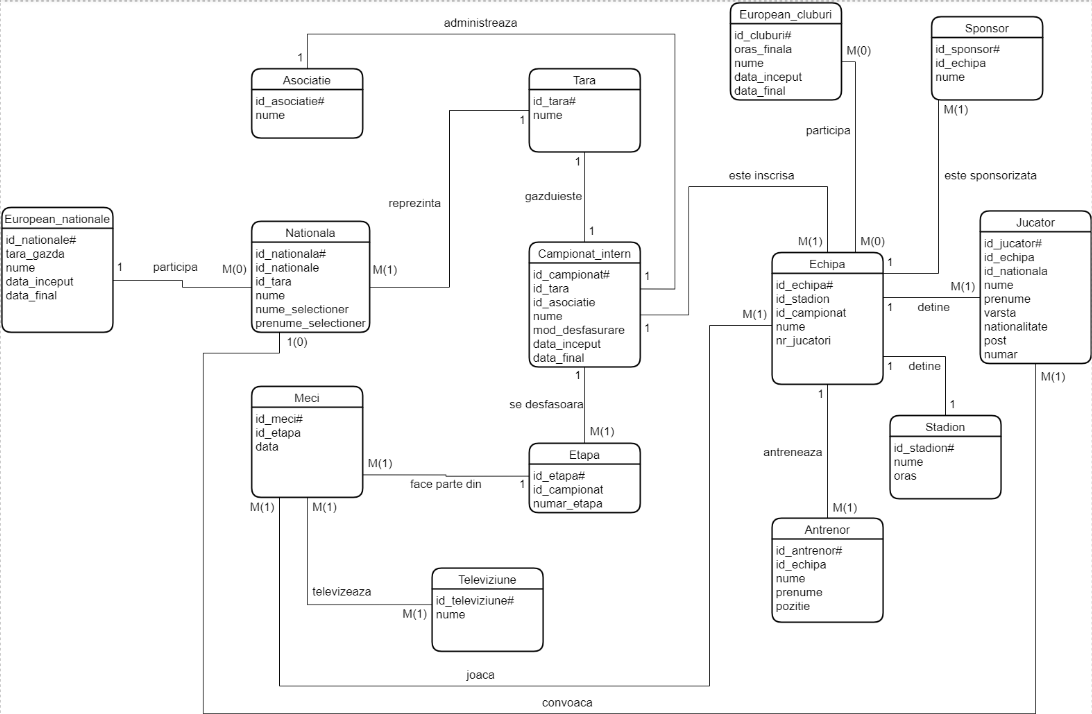 administreaza
1
Asociatie
id_asociatie#
nume
Tara
id_tara#
nume
1
1
reprezinta
gazduieste
1
European_cluburi
id_cluburi#
oras_finala
nume
data_inceput
data_final
M(0)
participa
M(0)
Sponsor
id_sponsor#
id_echipa
nume
M(1)
este sponsorizata
1
este inscrisa
M(1)
1
European_nationale
id_nationale#
tara_gazda
nume
data_inceput
data_final
1
participa
M(0)
Nationala
id_nationala#
id_nationale
id_tara
nume
nume_selectioner
prenume_selectioner
M(1)
1(0)
Campionat_intern
id_campionat#
id_tara
id_asociatie
nume
mod_desfasurare
data_inceput
data_final
1
1
se desfasoara
M(1)
Echipa
id_echipa#
id_stadion
id_campionat
nume
nr_jucatori
M(1)
Jucator
id_jucator#
id_echipa
id_nationala
nume
prenume
varsta
nationalitate
post
numar
M(1)
1
detine
M(1)
1
detine
1
Stadion
id_stadion#
nume
oras
1
antreneaza
M(1)
Antrenor
id_antrenor#
id_echipa
nume
prenume
pozitie
Meci
id_meci#
id_etapa
data
M(1)
face parte din
1
Etapa
id_etapa#
id_campionat
numar_etapa
M(1)
M(1)
televizeaza
M(1)
Televiziune
id_televiziune#
nume
joaca
convoaca